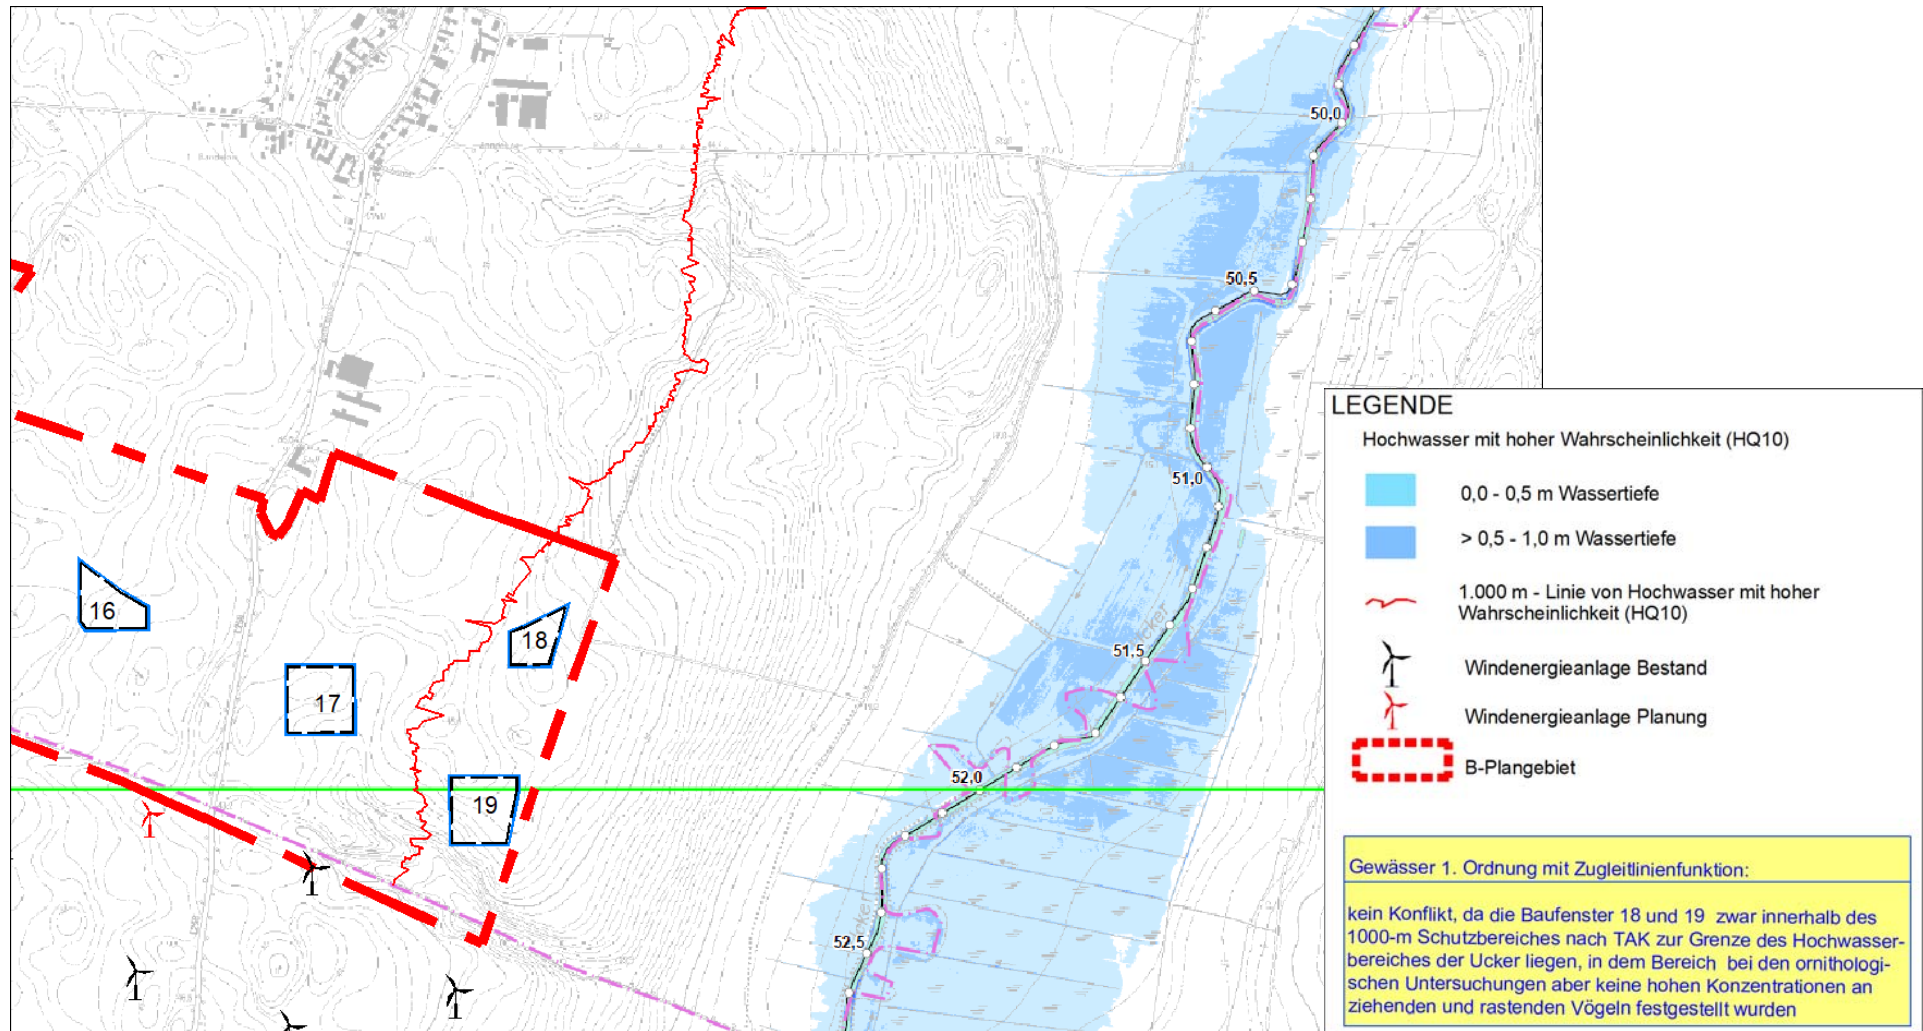 50,0
50,5
51,0
51,5
Ucker
52,0
52,5
16
17
18
19
LEGENDE
Hochwasser mit hoher Wahrscheinlichkeit (HQ10)
0,0 - 0,5 m Wassertiefe
> 0,5 - 1,0 m Wassertiefe
1.000 m - Linie von Hochwasser mit hoher
Wahrscheinlichkeit (HQ10)
Windenergieanlage Bestand
Windenergieanlage Planung
B-Plangebiet
Gewässer 1. Ordnung mit Zugleitlinienfunktion:
kein Konflikt, da die Baufenster 18 und 19 zwar innerhalb des
1000-m Schutzbereiches nach TAK zur Grenze des Hochwasser-
bereiches der Ucker liegen, in dem Bereich bei den ornithologi-
schen Untersuchungen aber keine hohen Konzentrationen an
ziehenden und rastenden Vögeln festgestellt wurden